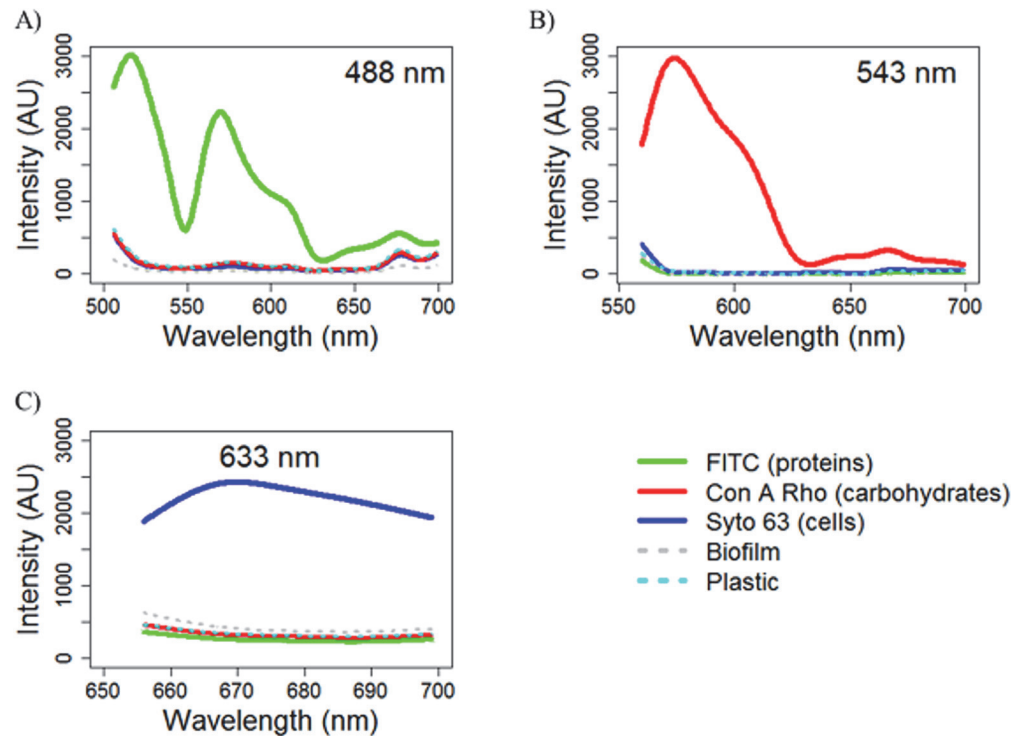 A)
488 nm
Intensity (AU)
0
1000
2000
3000
500
550
600
650
700
Wavelength (nm)
B)
543 nm
Intensity (AU)
0
1000
2000
3000
550
600
650
700
Wavelength (nm)
C)
633 nm
Intensity (AU)
0
1000
2000
3000
650
660
670
680
690
700
Wavelength (nm)
FITC (proteins)
Con A Rho (carbohydrates)
Syto 63 (cells)
Biofilm
Plastic